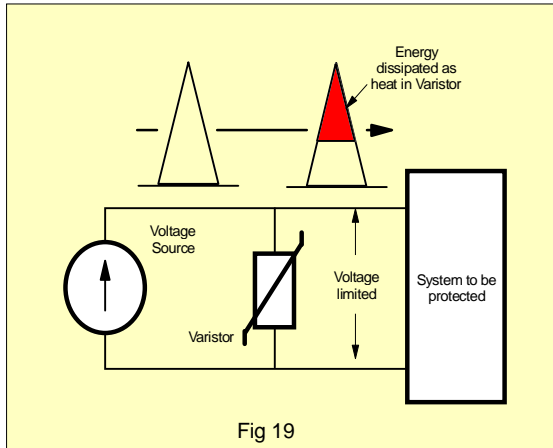 Energy
dissipated as
heat in Varistor
Voltage
Source
Varistor
Voltage
limited
System to be
protected
Fig 19